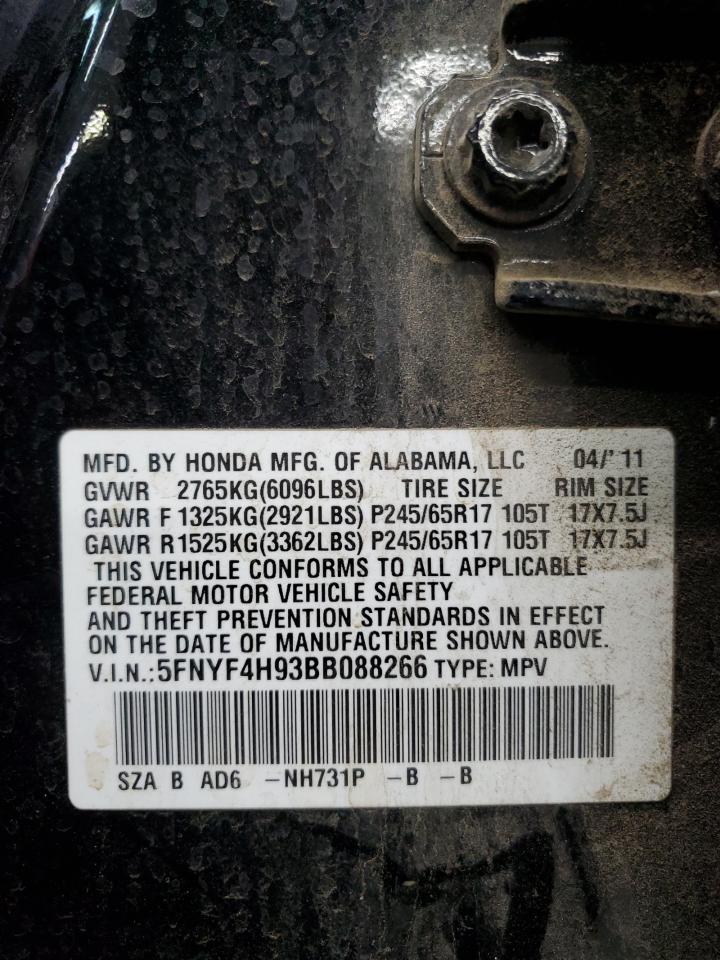 MFD. BY HONDA MFG. OF ALABAMA, LLC 04/' 11
GVWR 2765KG(6096LBS) TIRE SIZE RIM SIZE
GAWR F 1325KG(2921LBS) P245/65R17 105T 17X7.5J
GAWR R 1525KG(3362LBS) P245/65R17 105T 17X7.5J
THIS VEHICLE CONFORMS TO ALL APPLICABLE
FEDERAL MOTOR VEHICLE SAFETY
AND THEFT PREVENTION STANDARDS IN EFFECT
ON THE DATE OF MANUFACTURE SHOWN ABOVE.
V.I.N.:5FNYF4H93BB088266 TYPE: MPV
SZA B AD6 -NH731P -B -B